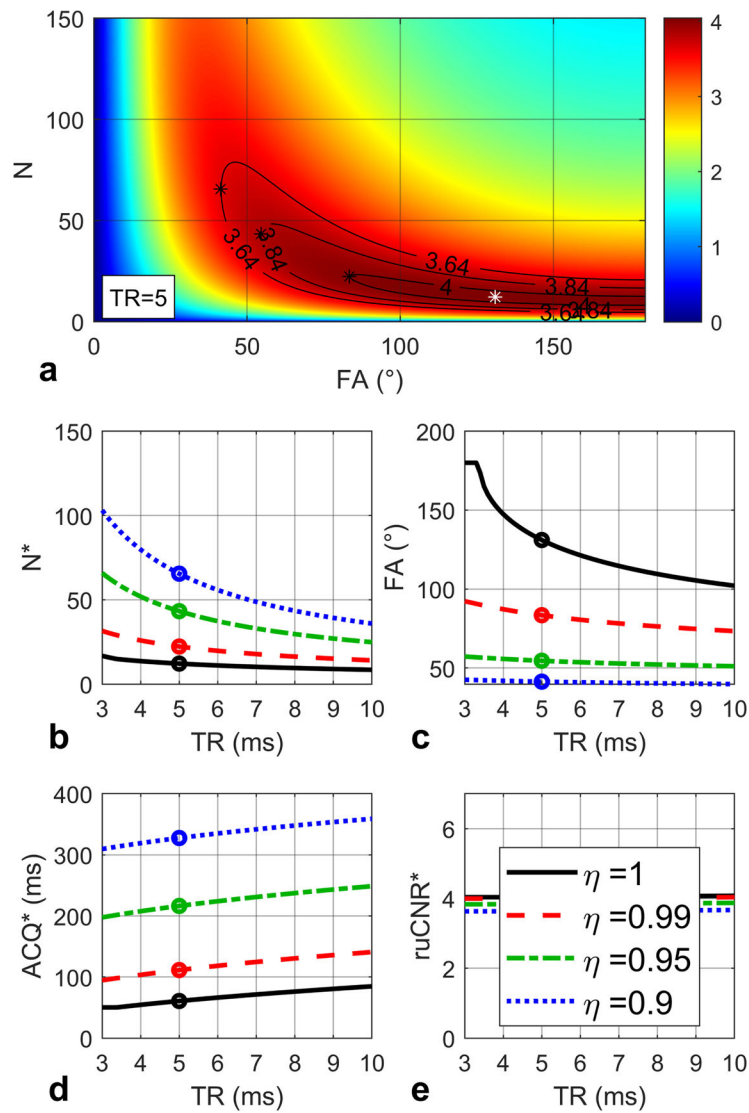 150
100
50
0
N
3.64
3.84
3.64
3.84
4
4
3.84
3.64
TR=5
0
50
100
150
FA (°)
4
3
2
1
0
a
150
100
50
0
N*
3 4 5 6 7 8 9 10
TR (ms)
b
200
150
100
50
FA (°)
3 4 5 6 7 8 9 10
TR (ms)
c
400
300
200
100
0
ACQ* (ms)
3 4 5 6 7 8 9 10
TR (ms)
d
6
4
2
0
ruCNR*
η =1
η =0.99
η =0.95
η =0.9
3 4 5 6 7 8 9 10
TR (ms)
e